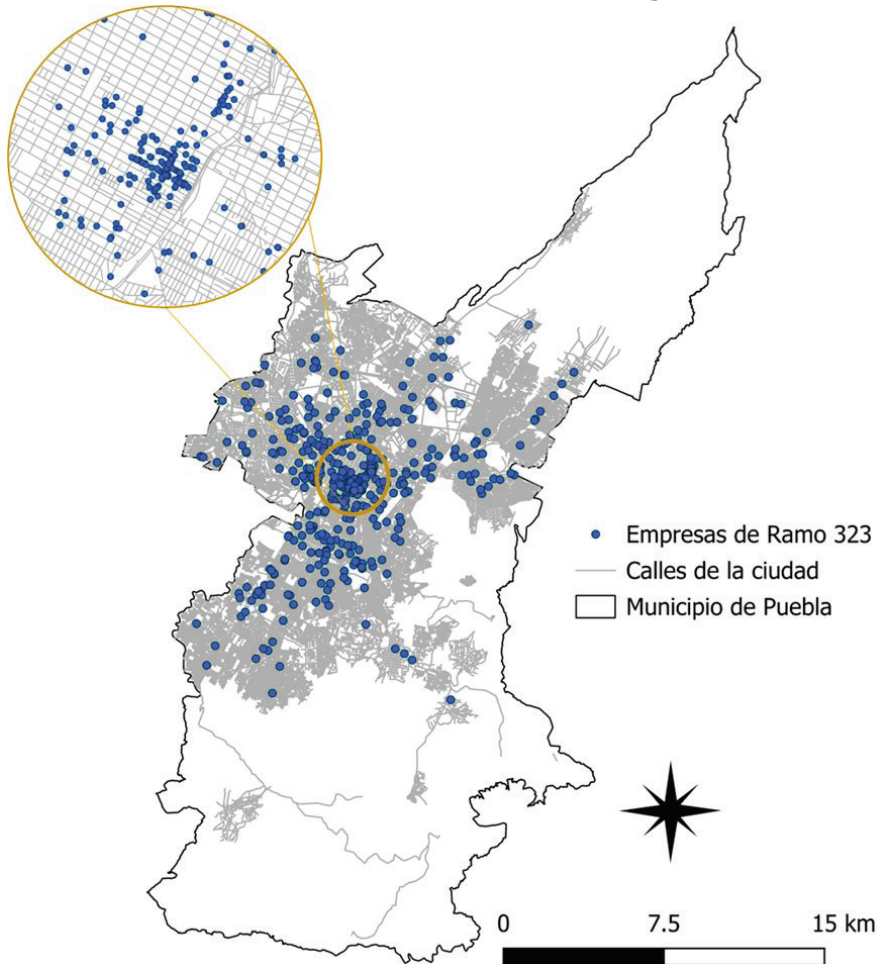 Empresas de Ramo 323
Calles de la ciudad
Municipio de Puebla
0 7.5 15 km